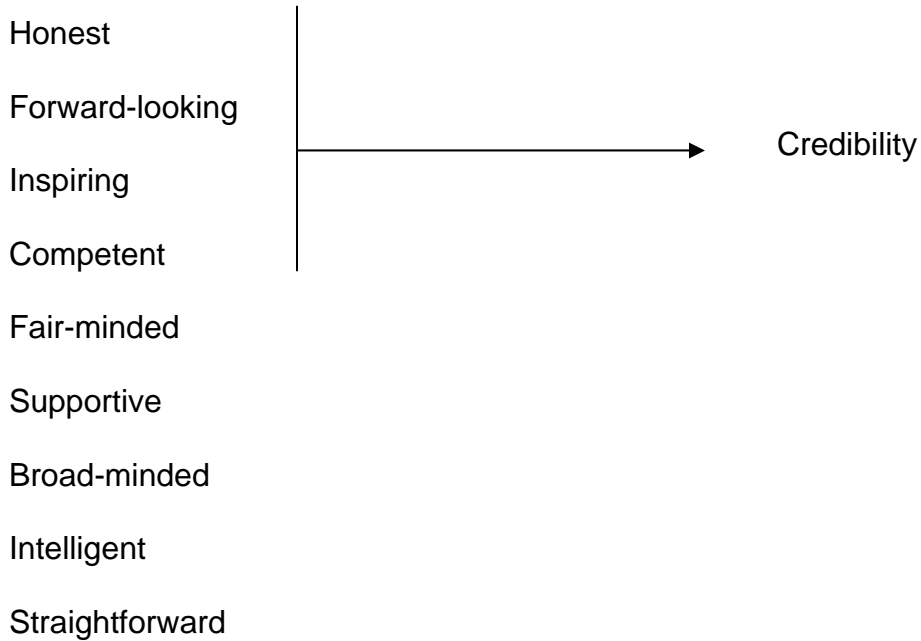 Honest
Forward-looking
Credibility
Inspiring
Competent
Fair-minded
Supportive
Broad-minded
Intelligent
Straightforward